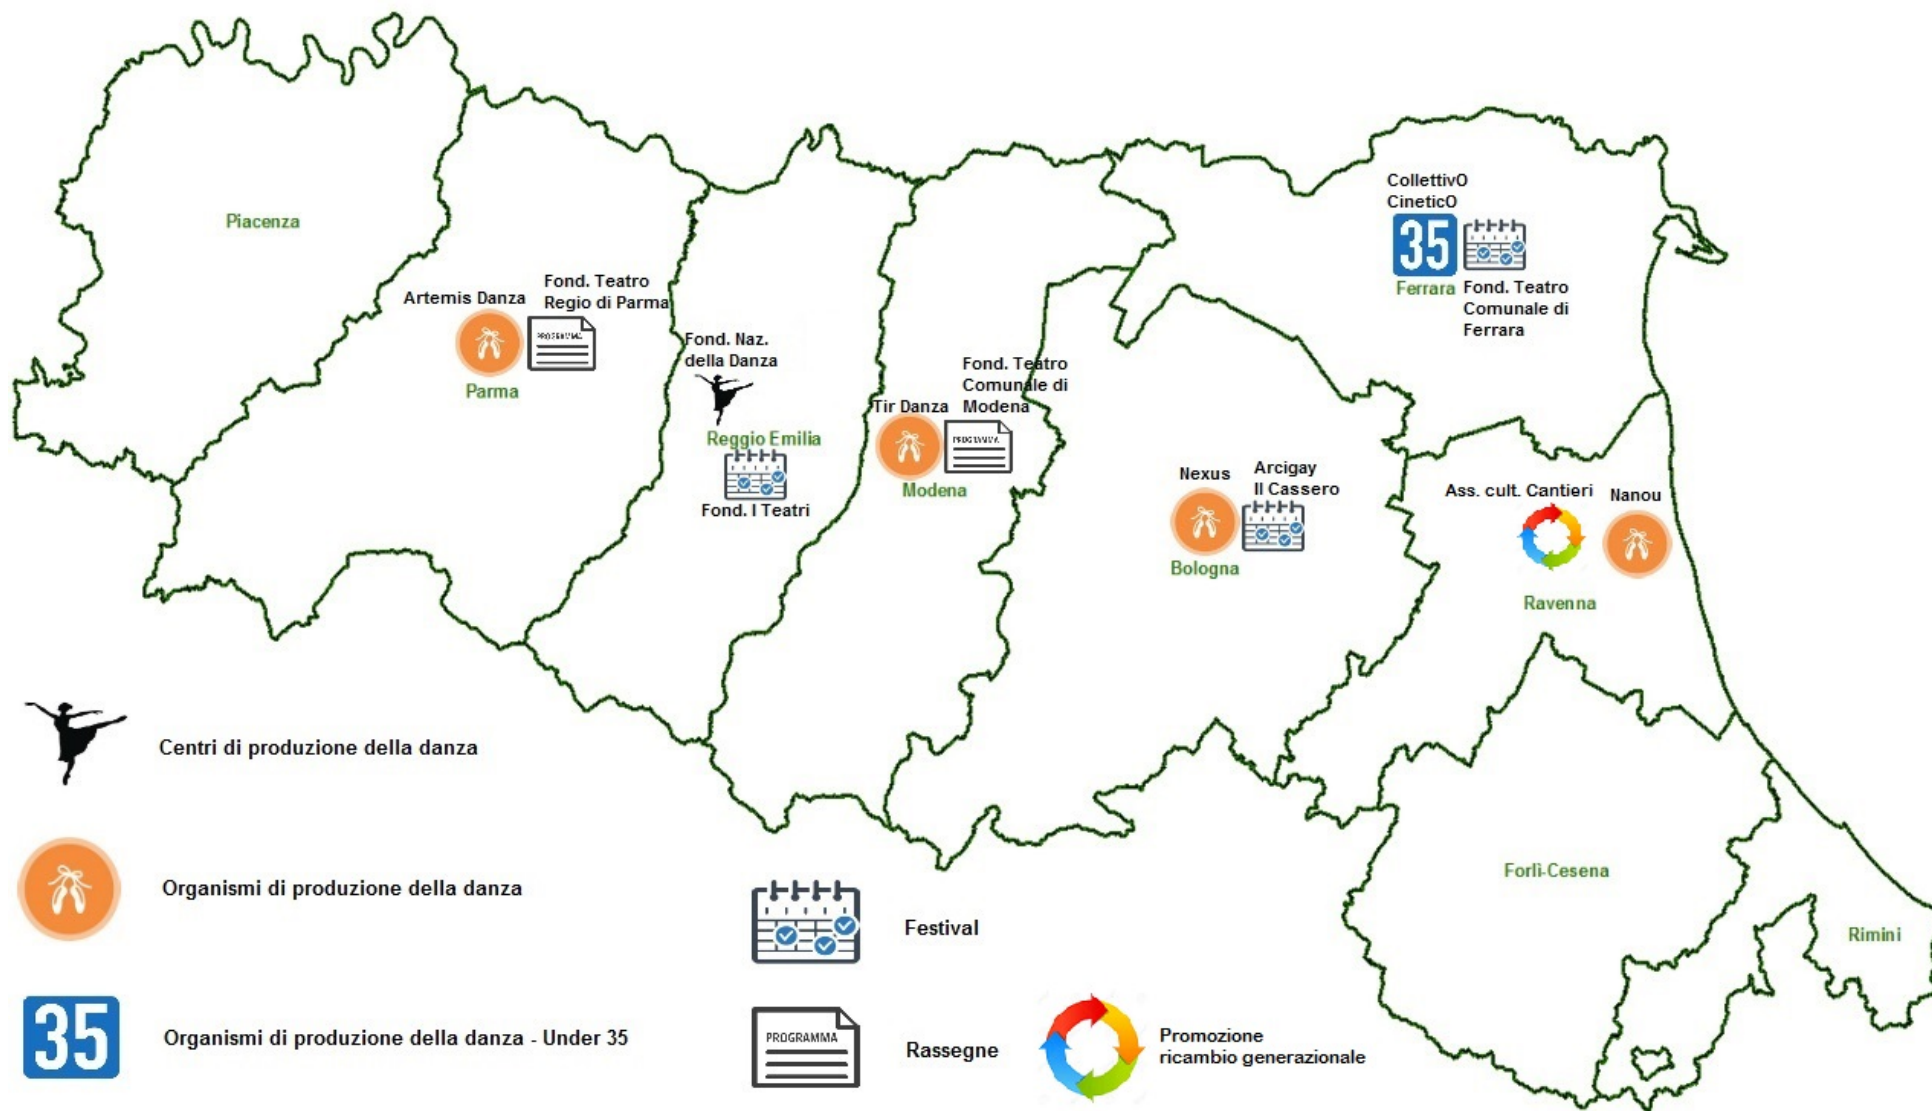 Piacenza
Artemis Danza
Fond. Teatro
Regio di Parma
PROGRAMMA
Parma
Fond. Naz.
della Danza
Reggio Emilia
Fond. I Teatri
Tir Danza
Fond. Teatro
Comunale di
Modena
PROGRAMMA
Modena
Nexus
Arcigay
Il Cassero
Bologna
CollettivO
CineticO
35
Ferrara
Fond. Teatro
Comunale di
Ferrara
Ass. cult. Cantieri
Nanou
Ravenna
Forlì-Cesena
Rimini
Centri di produzione della danza
Organismi di produzione della danza
35
Organismi di produzione della danza - Under 35
Festival
PROGRAMMA
Rassegne
Promozione
ricambio generazionale